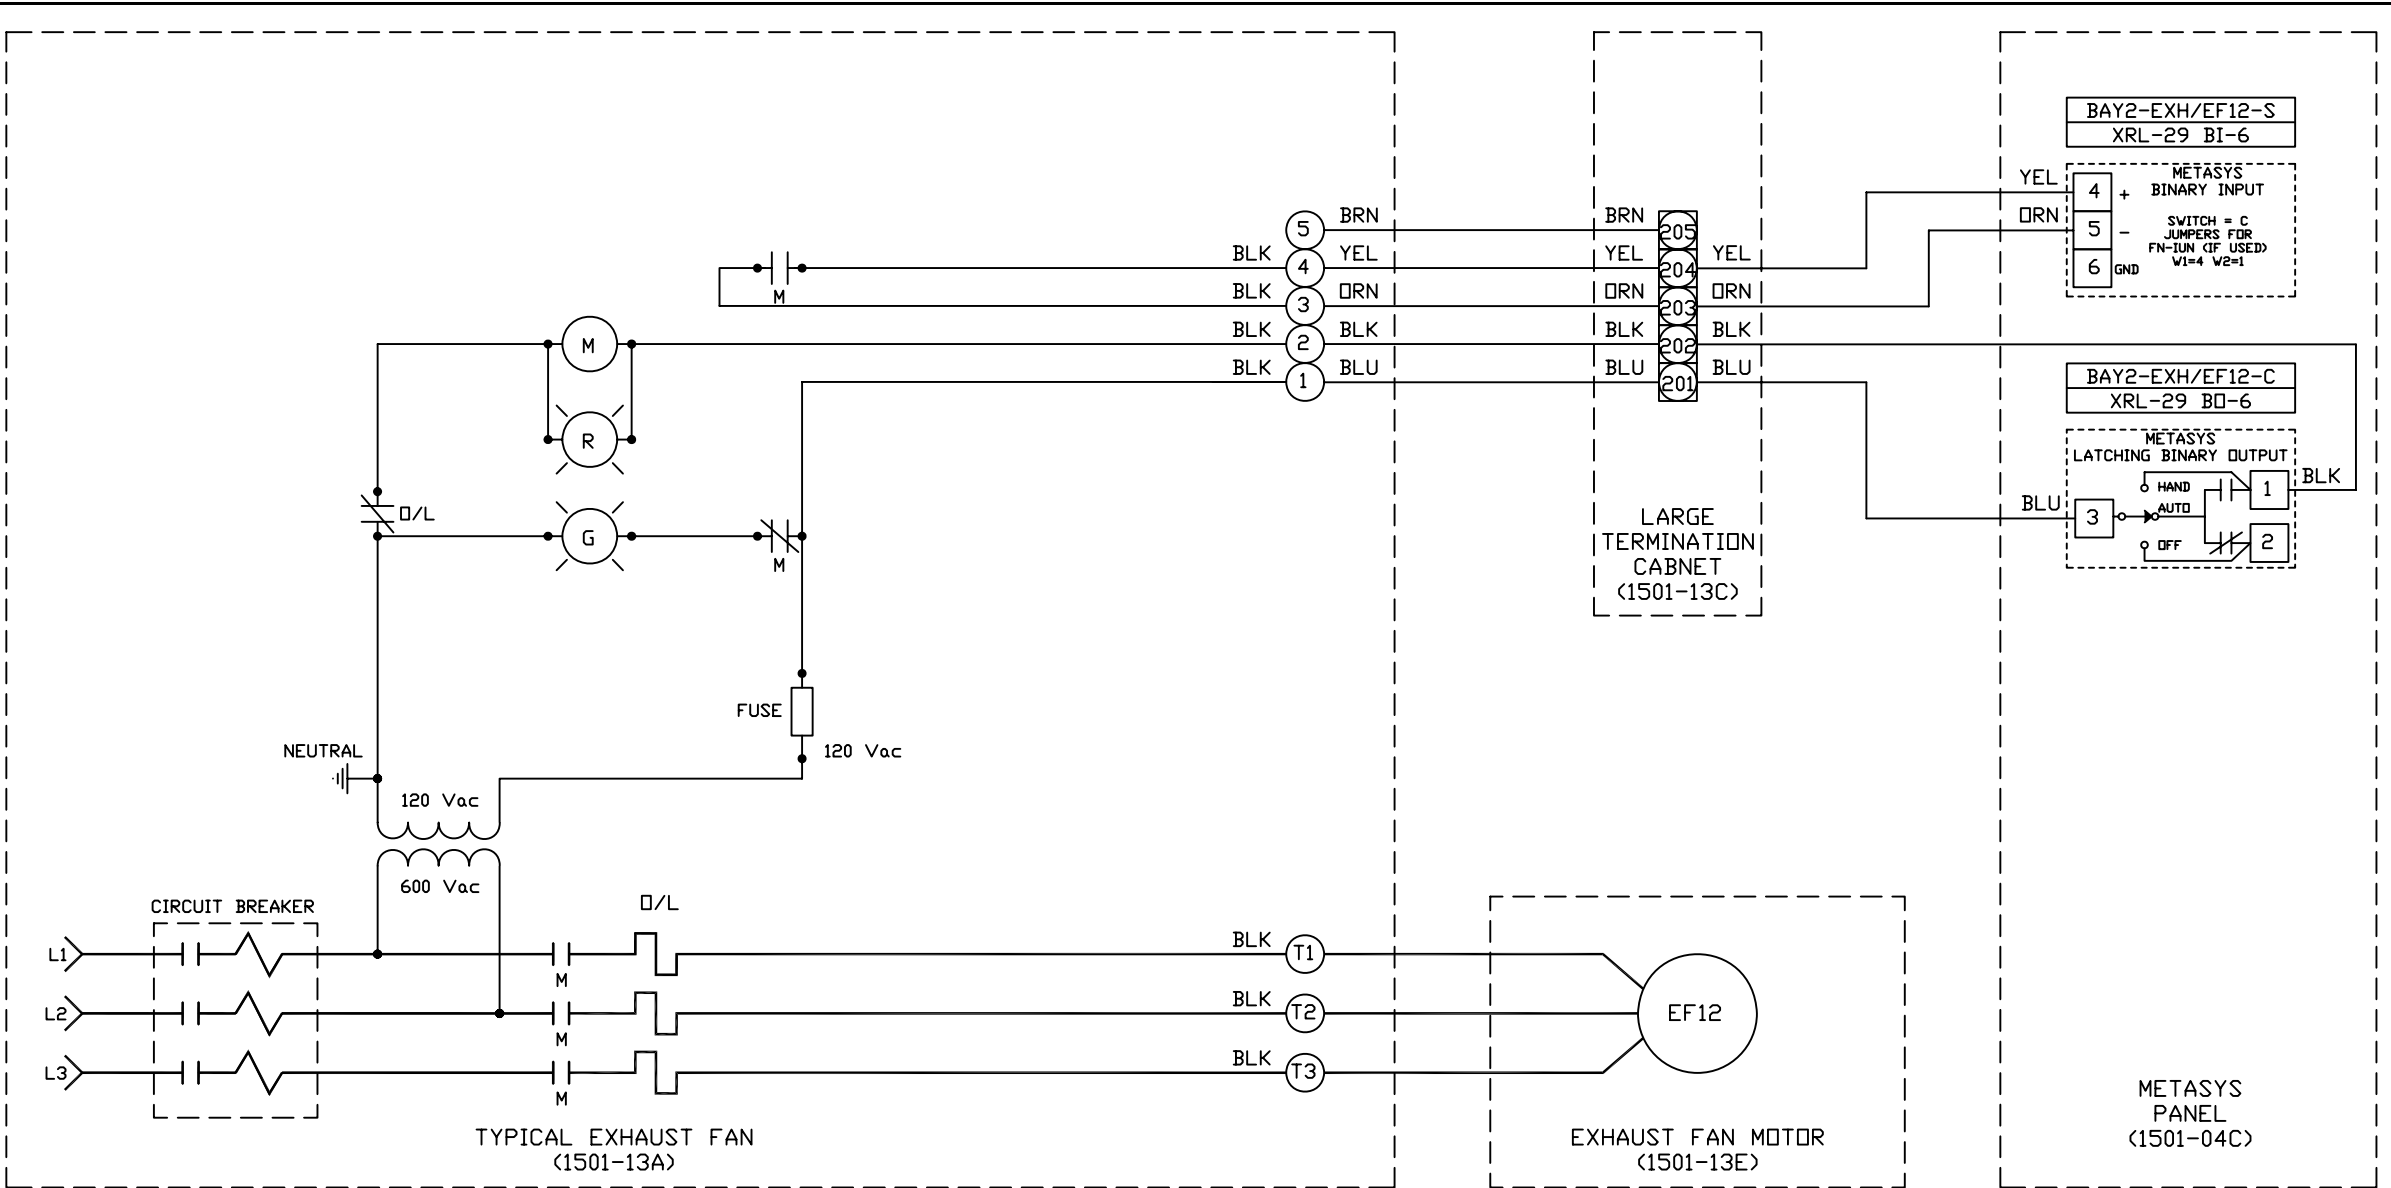 BAY2-EXH/EF12-S
XRL-29 BI-6
METASYS
BINARY INPUT
SWITCH = C
JUMPERS FOR
FN-IUN (IF USED)
W1=4 W2=1
YEL 4 +
ORN 5 -
6 GND
5 BRN BRN 205
BLK 4 YEL YEL 204 YEL
M
BLK 3 ORN ORN 203 ORN
M BLK 2 BLK BLK 202 BLK
BLK 1 BLU BLU 201 BLU
BAY2-EXH/EF12-C
XRL-29 BO-6
METASYS
LATCHING BINARY OUTPUT
HAND 1 BLK
BLU 3 AUTO
OFF 2
R
O/L
G
M
LARGE
TERMINATION
CABNET
(1501-13C)
FUSE
120 Vac
NEUTRAL
120 Vac
600 Vac
CIRCUIT BREAKER
O/L
L1 M BLK T1
L2 M BLK T2
L3 M BLK T3
EF12
TYPICAL EXHAUST FAN
(1501-13A)
EXHAUST FAN MOTOR
(1501-13E)
METASYS
PANEL
(1501-04C)